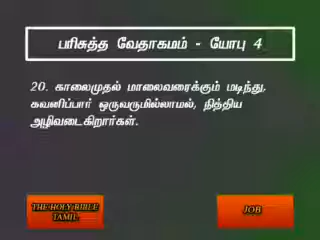 பரிசுத்த வேதாகமம் - யோபு 4
20. காலைமுதல் மாலைவரைக்கும் மடிந்து,
கவனிப்பார் ஒருவருமில்லாமல், நித்திய
அழிவடைகிறார்கள்.
THE HOLY BIBLE
TAMIL
JOB